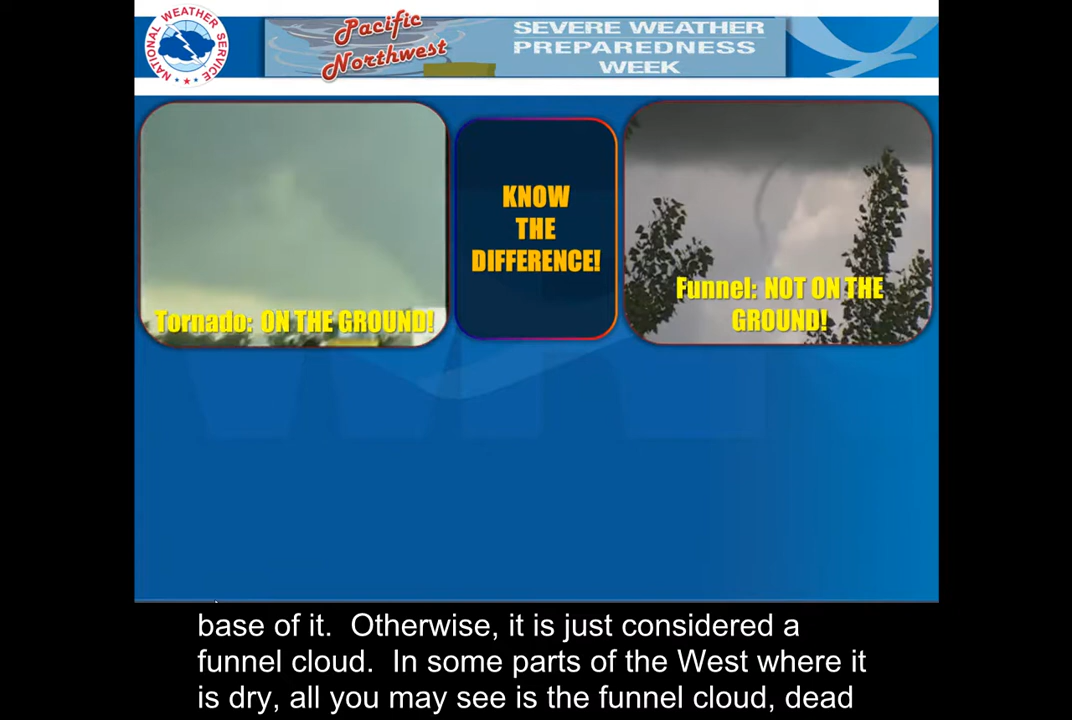 NATIONAL WEATHER SERVICE
Pacific
Northwest
SEVERE WEATHER
PREPAREDNESS
WEEK
KNOW
THE
DIFFERENCE!
Tornado: ON THE GROUND!
Funnel: NOT ON THE
GROUND!
base of it.  Otherwise, it is just considered a
funnel cloud.  In some parts of the West where it
is dry, all you may see is the funnel cloud, dead